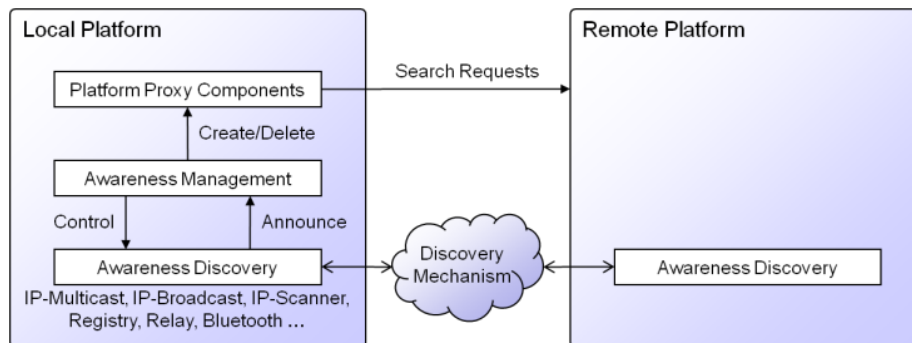 Local Platform
Remote Platform
Platform Proxy Components
Search Requests
Create/Delete
Awareness Management
Control
Announce
Discovery
Mechanism
Awareness Discovery
Awareness Discovery
IP-Multicast, IP-Broadcast, IP-Scanner,
Registry, Relay, Bluetooth ...